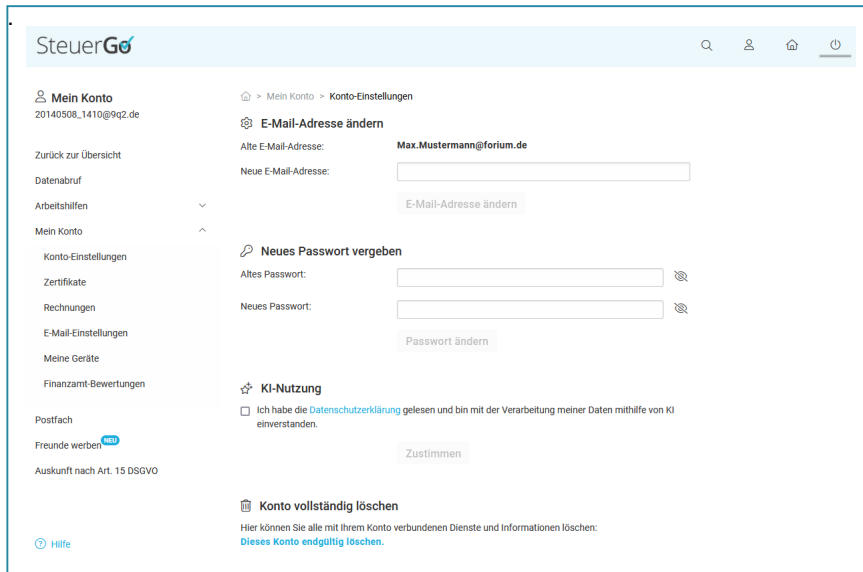 SteuerGo
Mein Konto
20140508_1410@9q2.de
Zurück zur Übersicht
Datenabruf
Arbeitshilfen
Mein Konto
Konto-Einstellungen
Zertifikate
Rechnungen
E-Mail-Einstellungen
Meine Geräte
Finanzamt-Bewertungen
Postfach
Freunde werben NEU
Auskunft nach Art. 15 DSGVO
Hilfe
> Mein Konto > Konto-Einstellungen
E-Mail-Adresse ändern
Alte E-Mail-Adresse: Max.Mustermann@forium.de
Neue E-Mail-Adresse:
E-Mail-Adresse ändern
Neues Passwort vergeben
Altes Passwort:
Neues Passwort:
Passwort ändern
KI-Nutzung
Ich habe die Datenschutzerklärung gelesen und bin mit der Verarbeitung meiner Daten mithilfe von KI
einverstanden.
Zustimmen
Konto vollständig löschen
Hier können Sie alle mit Ihrem Konto verbundenen Dienste und Informationen löschen:
Dieses Konto endgültig löschen.